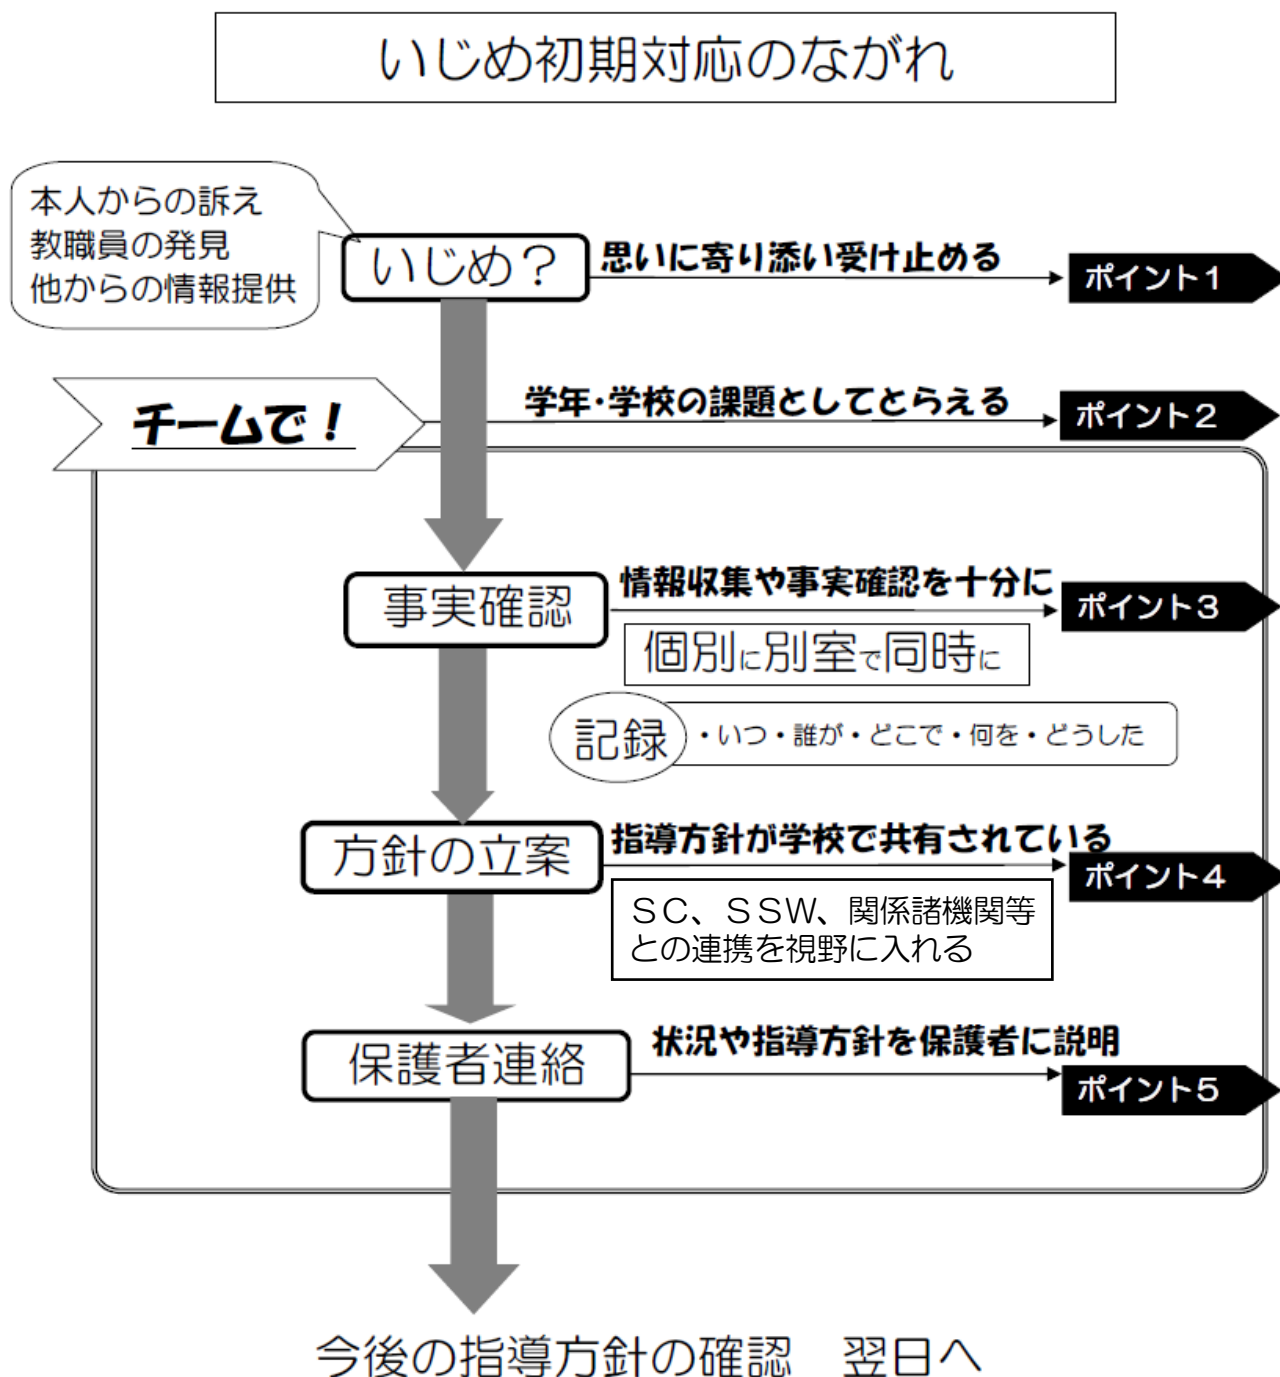 いじめ初期対応のながれ
本人からの訴え
教職員の発見
他からの情報提供
いじめ？
思いに寄り添い受け止める
ポイント１
チームで！
学年・学校の課題としてとらえる
ポイント２
事実確認
情報収集や事実確認を十分に
ポイント３
個別に別室で同時に
記録
・いつ・誰が・どこで・何を・どうした
方針の立案
指導方針が学校で共有されている
ポイント４
ＳＣ、ＳＳＷ、関係諸機関等
との連携を視野に入れる
保護者連絡
状況や指導方針を保護者に説明
ポイント５
今後の指導方針の確認　翌日へ